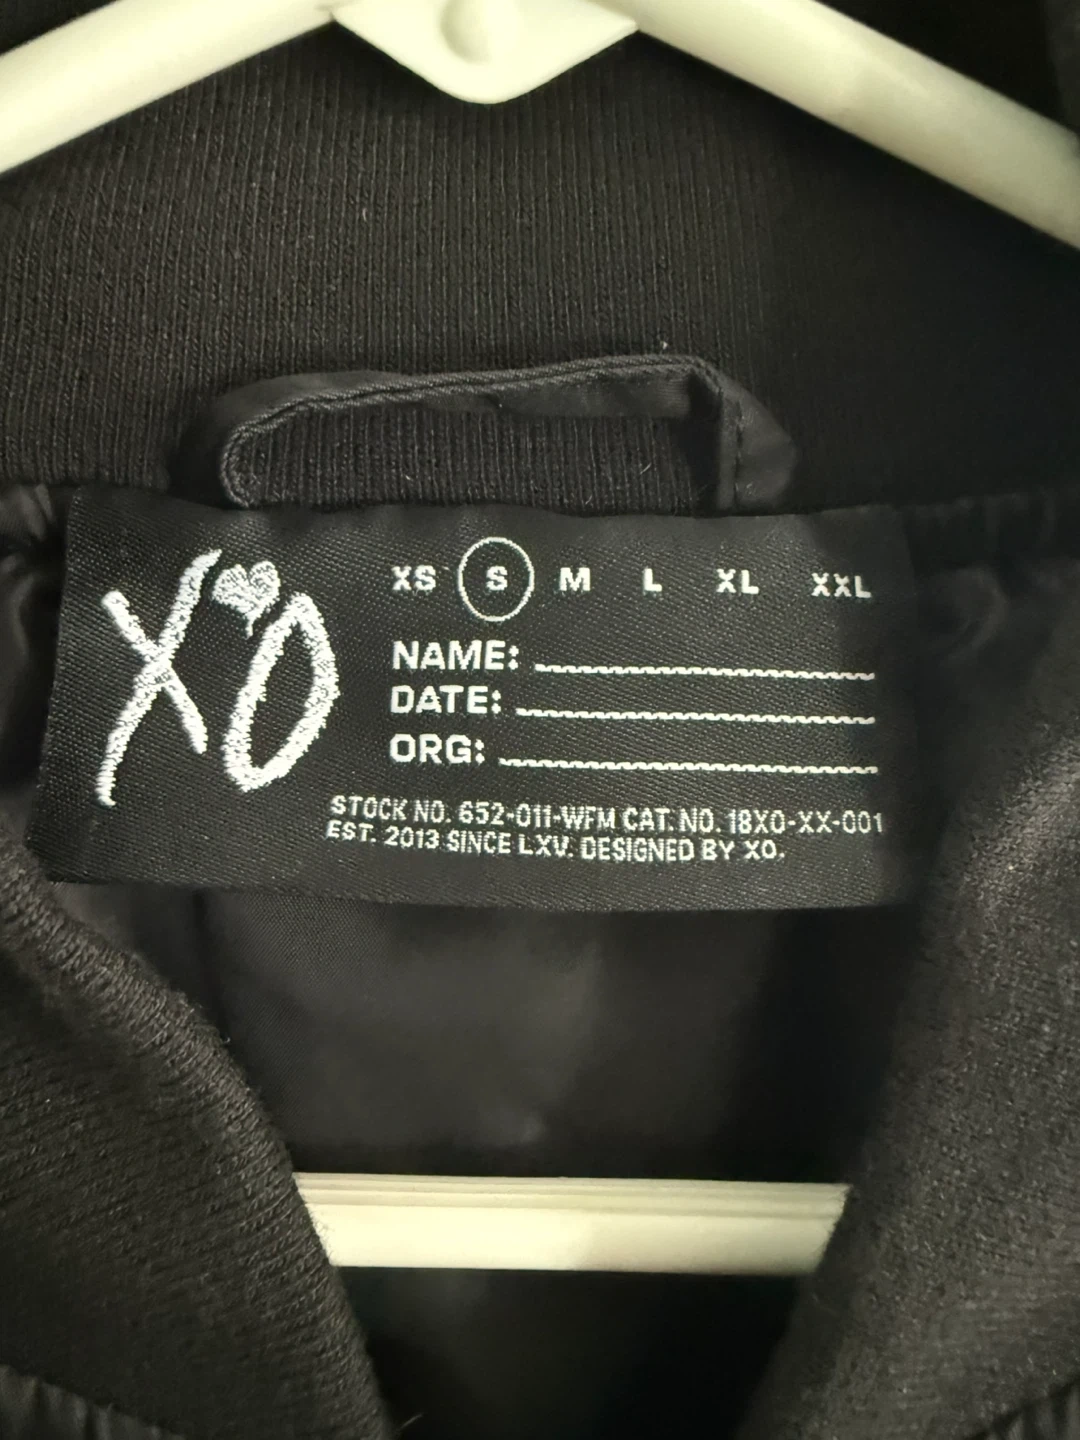 XO
XS S M L XL XXL
NAME:
DATE:
ORG:
STOCK NO. 652-011-WFM CAT. NO. 18XO-XX-001
EST. 2013 SINCE LXV. DESIGNED BY XO.